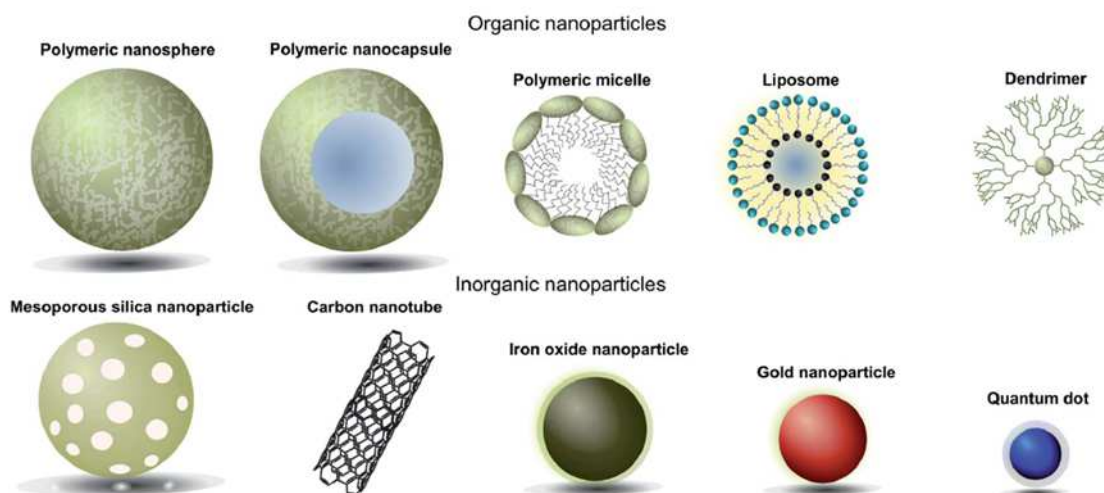 Organic nanoparticles
Polymeric nanosphere
Polymeric nanocapsule
Polymeric micelle
Liposome
Dendrimer
Inorganic nanoparticles
Mesoporous silica nanoparticle
Carbon nanotube
Iron oxide nanoparticle
Gold nanoparticle
Quantum dot